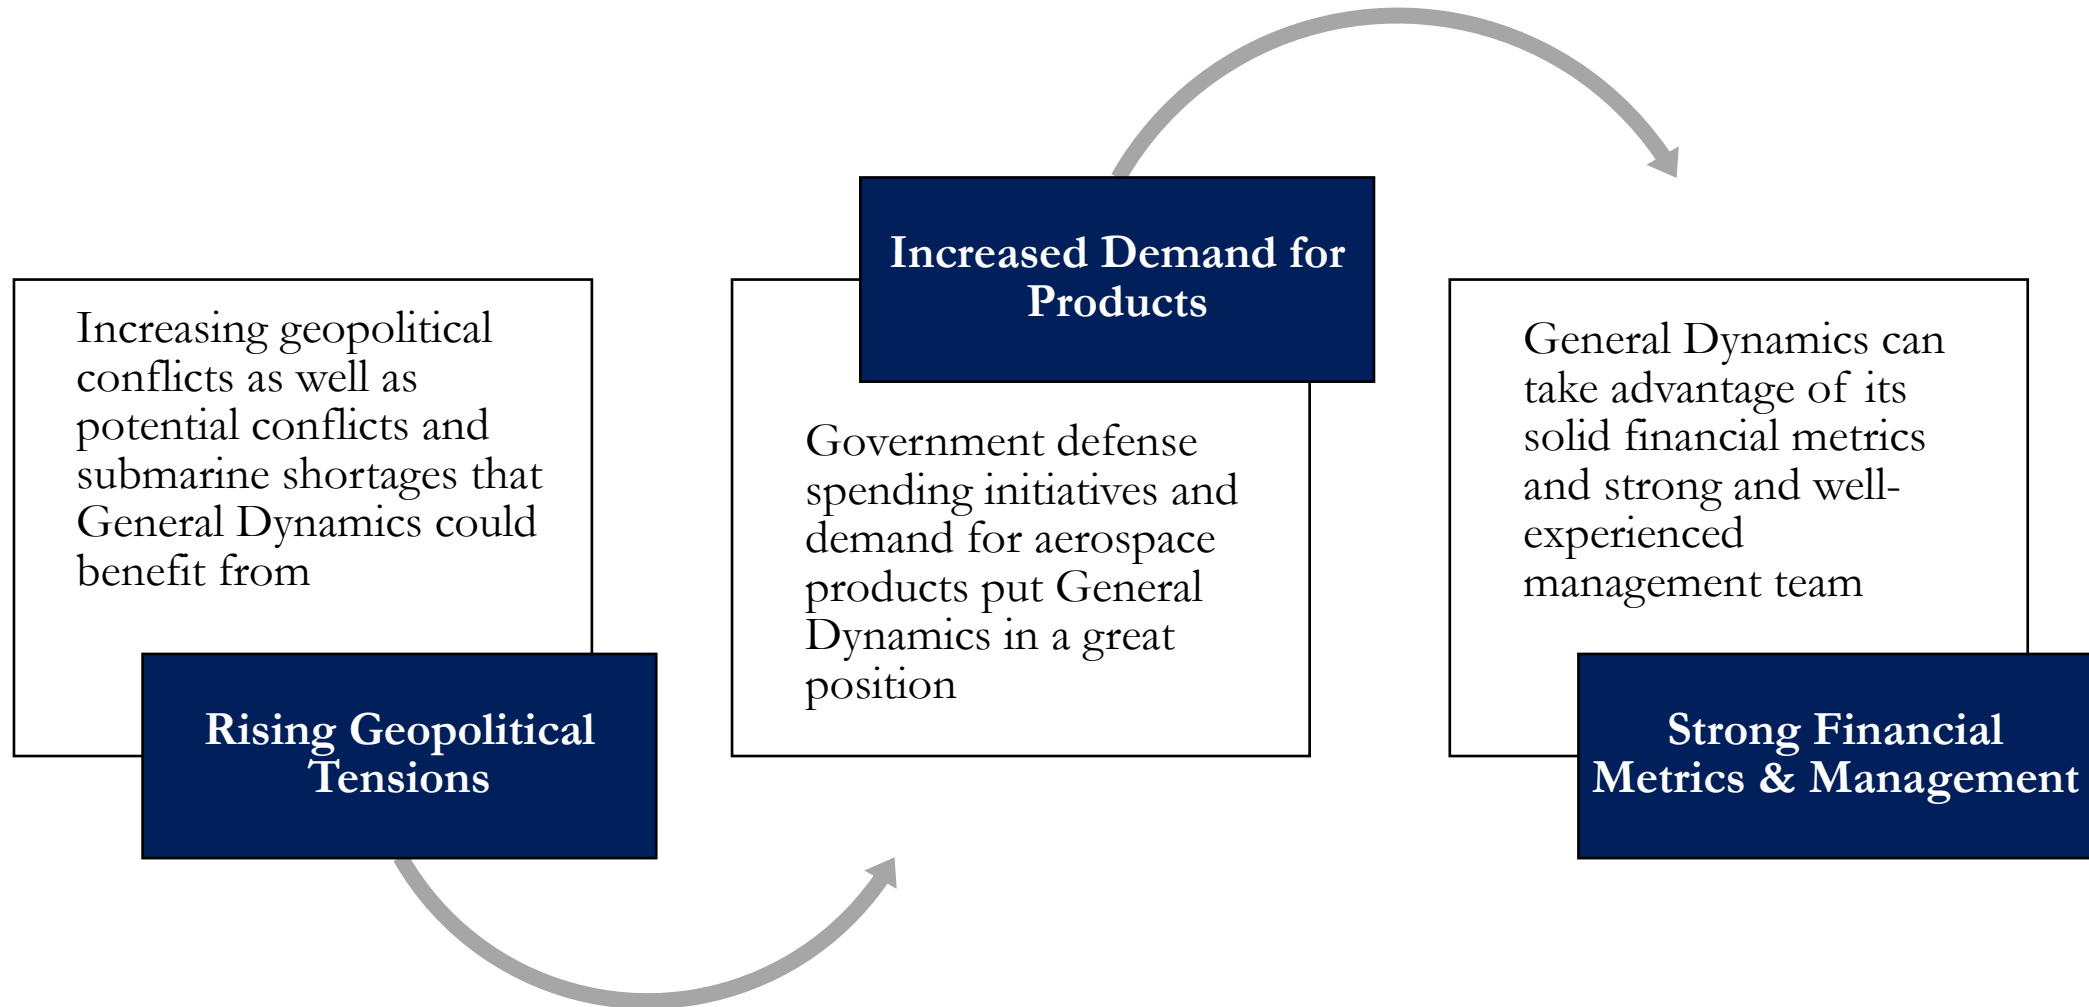 Increasing geopolitical
conflicts as well as
potential conflicts and
submarine shortages that
General Dynamics could
benefit from
Rising Geopolitical
Tensions
Increased Demand for
Products
Government defense
spending initiatives and
demand for aerospace
products put General
Dynamics in a great
position
General Dynamics can
take advantage of its
solid financial metrics
and strong and well-
experienced
management team
Strong Financial
Metrics & Management